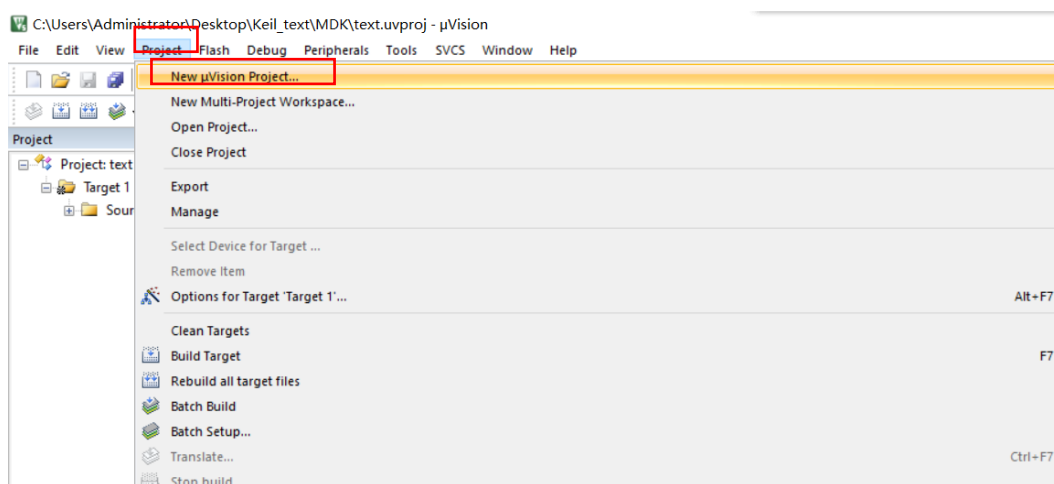 C:\Users\Administrator\Desktop\Keil_text\MDK\text.uvproj - µVision
File Edit View Project Flash Debug Peripherals Tools SVCS Window Help
New µVision Project...
New Multi-Project Workspace...
Open Project...
Project
Close Project
Project: text
Target 1
Export
Sour
Manage
Select Device for Target ...
Remove Item
Options for Target 'Target 1'... Alt+F7
Clean Targets
Build Target F7
Rebuild all target files
Batch Build
Batch Setup...
Translate... Ctrl+F7
Stop build